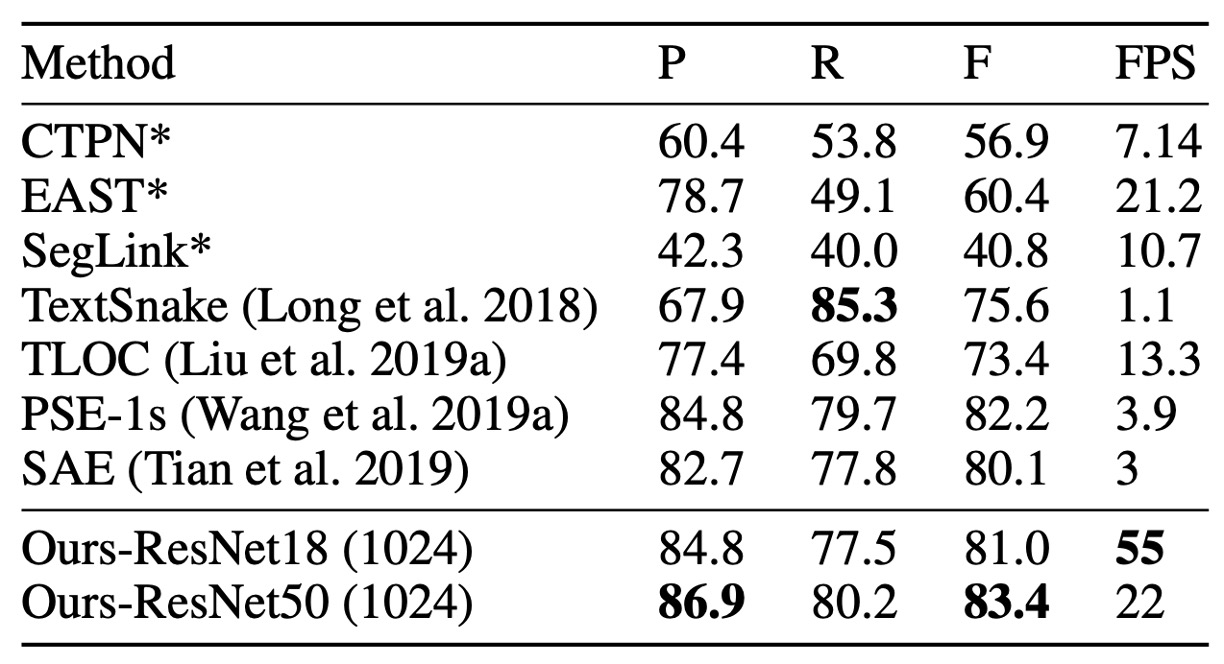 Method P R F FPS
CTPN* 60.4 53.8 56.9 7.14
EAST* 78.7 49.1 60.4 21.2
SegLink* 42.3 40.0 40.8 10.7
TextSnake (Long et al. 2018) 67.9 85.3 75.6 1.1
TLOC (Liu et al. 2019a) 77.4 69.8 73.4 13.3
PSE-1s (Wang et al. 2019a) 84.8 79.7 82.2 3.9
SAE (Tian et al. 2019) 82.7 77.8 80.1 3
Ours-ResNet18 (1024) 84.8 77.5 81.0 55
Ours-ResNet50 (1024) 86.9 80.2 83.4 22